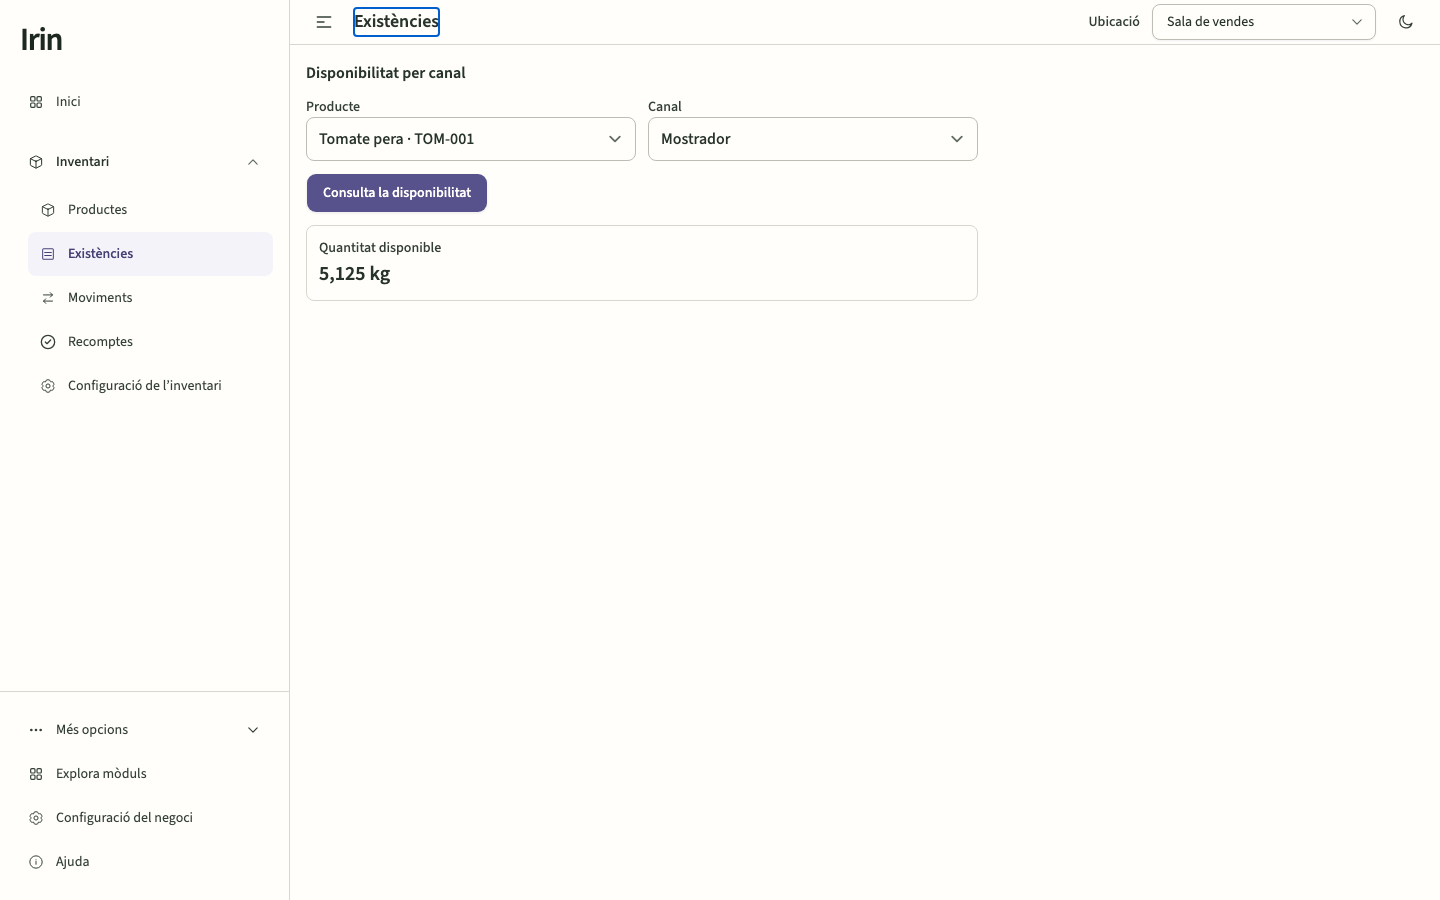 Irin
Inici
Inventari
Productes
Existències
Moviments
Recomptes
Configuració de l’inventari
Més opcions
Explora mòduls
Configuració del negoci
Ajuda
Existències
Ubicació
Sala de vendes
Disponibilitat per canal
Producte
Canal
Tomate pera · TOM-001
Mostrador
Consulta la disponibilitat
Quantitat disponible
5,125 kg